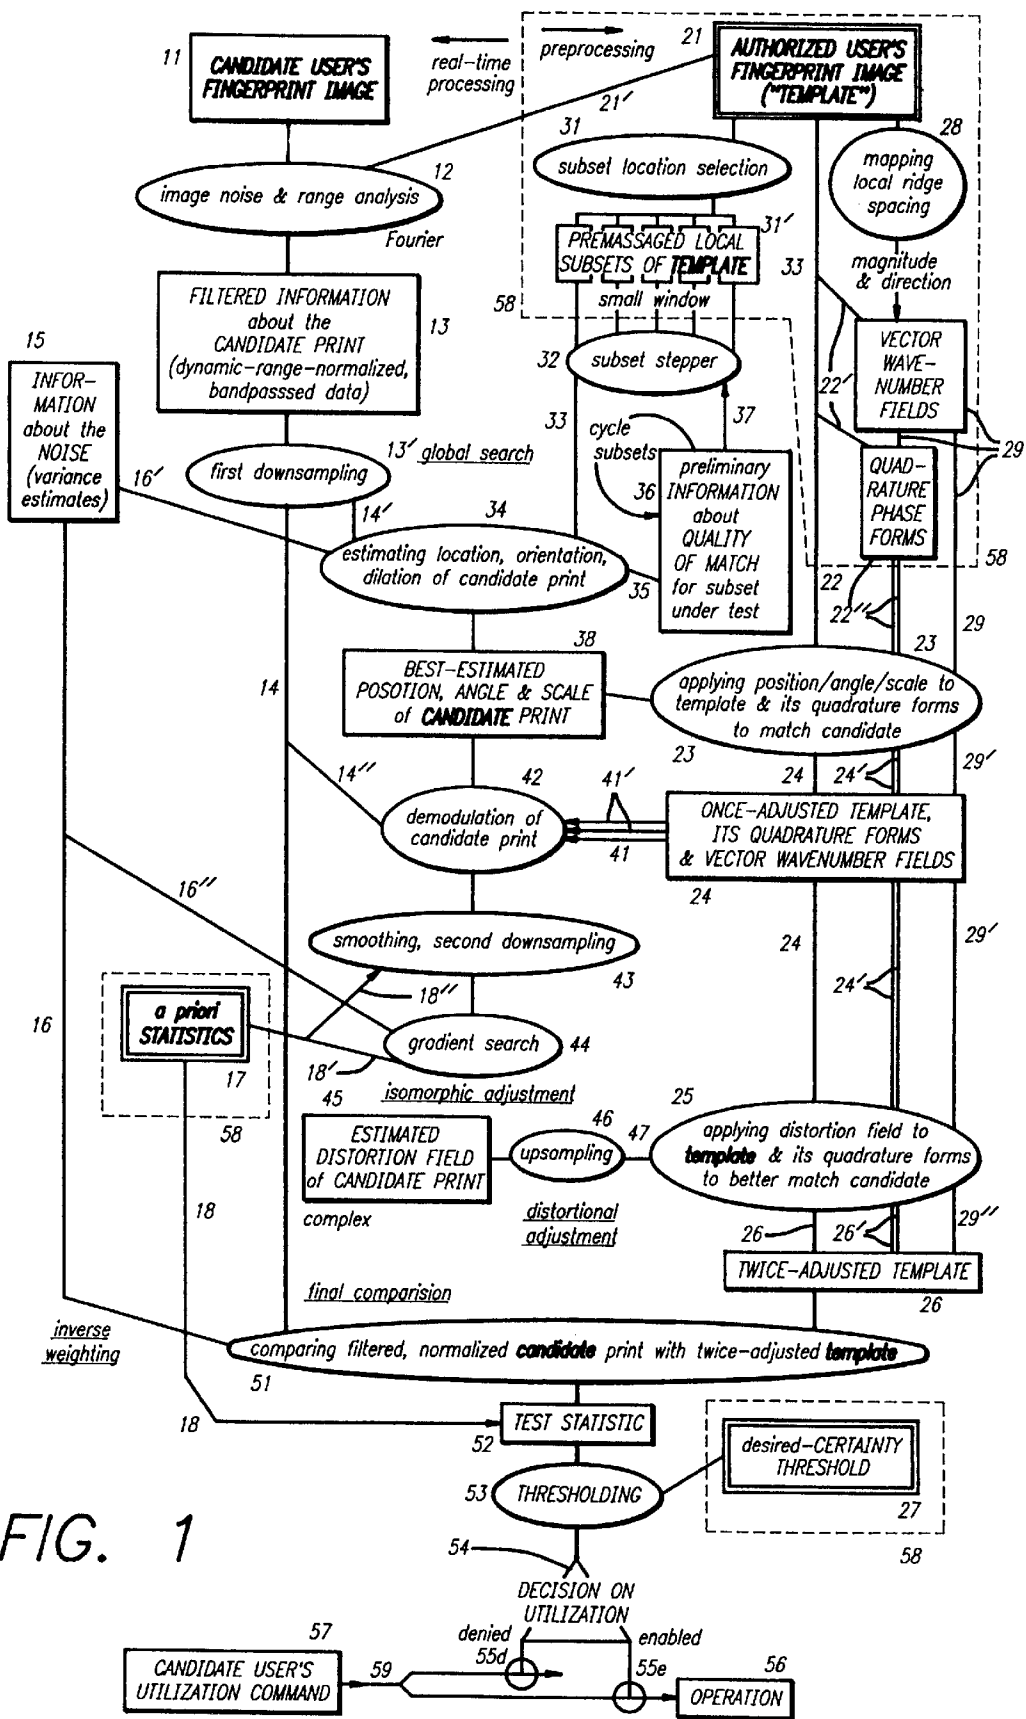 11
CANDIDATE USER'S
FINGERPRINT IMAGE
real-time
processing
preprocessing
21
AUTHORIZED USER'S
FINGERPRINT IMAGE
("TEMPLATE")
21′
31
subset location selection
28
mapping
local ridge
spacing
12
image noise & range analysis
Fourier
31′
PREMASSAGED LOCAL
SUBSETS OF TEMPLATE
small window
58
33
magnitude
& direction
FILTERED INFORMATION
about the
CANDIDATE PRINT
(dynamic-range-normalized,
bandpasssed data)
13
15
INFOR-
MATION
about the
NOISE
(variance
estimates)
32
subset stepper
VECTOR
WAVE-
NUMBER
FIELDS
22′
29
33
37
cycle
subsets
36
preliminary
INFORMATION
about
QUALITY
OF MATCH
for subset
under test
QUAD-
RATURE
PHASE
FORMS
58
22
22′′
29
13′
global search
first downsampling
16′
14′
34
estimating location, orientation,
dilation of candidate print
35
38
BEST-ESTIMATED
POSOTION, ANGLE & SCALE
of CANDIDATE PRINT
23
applying position/angle/scale to
template & its quadrature forms
to match candidate
23
14
14′′
24
24′
29′
42
demodulation of
candidate print
41′
41
ONCE-ADJUSTED TEMPLATE,
ITS QUADRATURE FORMS
& VECTOR WAVENUMBER FIELDS
24
16′′
24
29′
24′
smoothing, second downsampling
43
18′′
16
a priori
STATISTICS
17
58
gradient search
44
18′
isomorphic adjustment
45
ESTIMATED
DISTORTION FIELD
of CANDIDATE PRINT
complex
46
upsampling
47
25
applying distortion field to
template & its quadrature forms
to better match candidate
distortional
adjustment
18
26
26′
29′′
TWICE-ADJUSTED TEMPLATE
26
final comparision
inverse
weighting
comparing filtered, normalized candidate print with twice-adjusted template
51
18
TEST STATISTIC
52
desired-CERTAINTY
THRESHOLD
27
58
53
THRESHOLDING
FIG. 1
54
DECISION ON
UTILIZATION
denied
enabled
57
CANDIDATE USER'S
UTILIZATION COMMAND
59
55d
55e
56
OPERATION